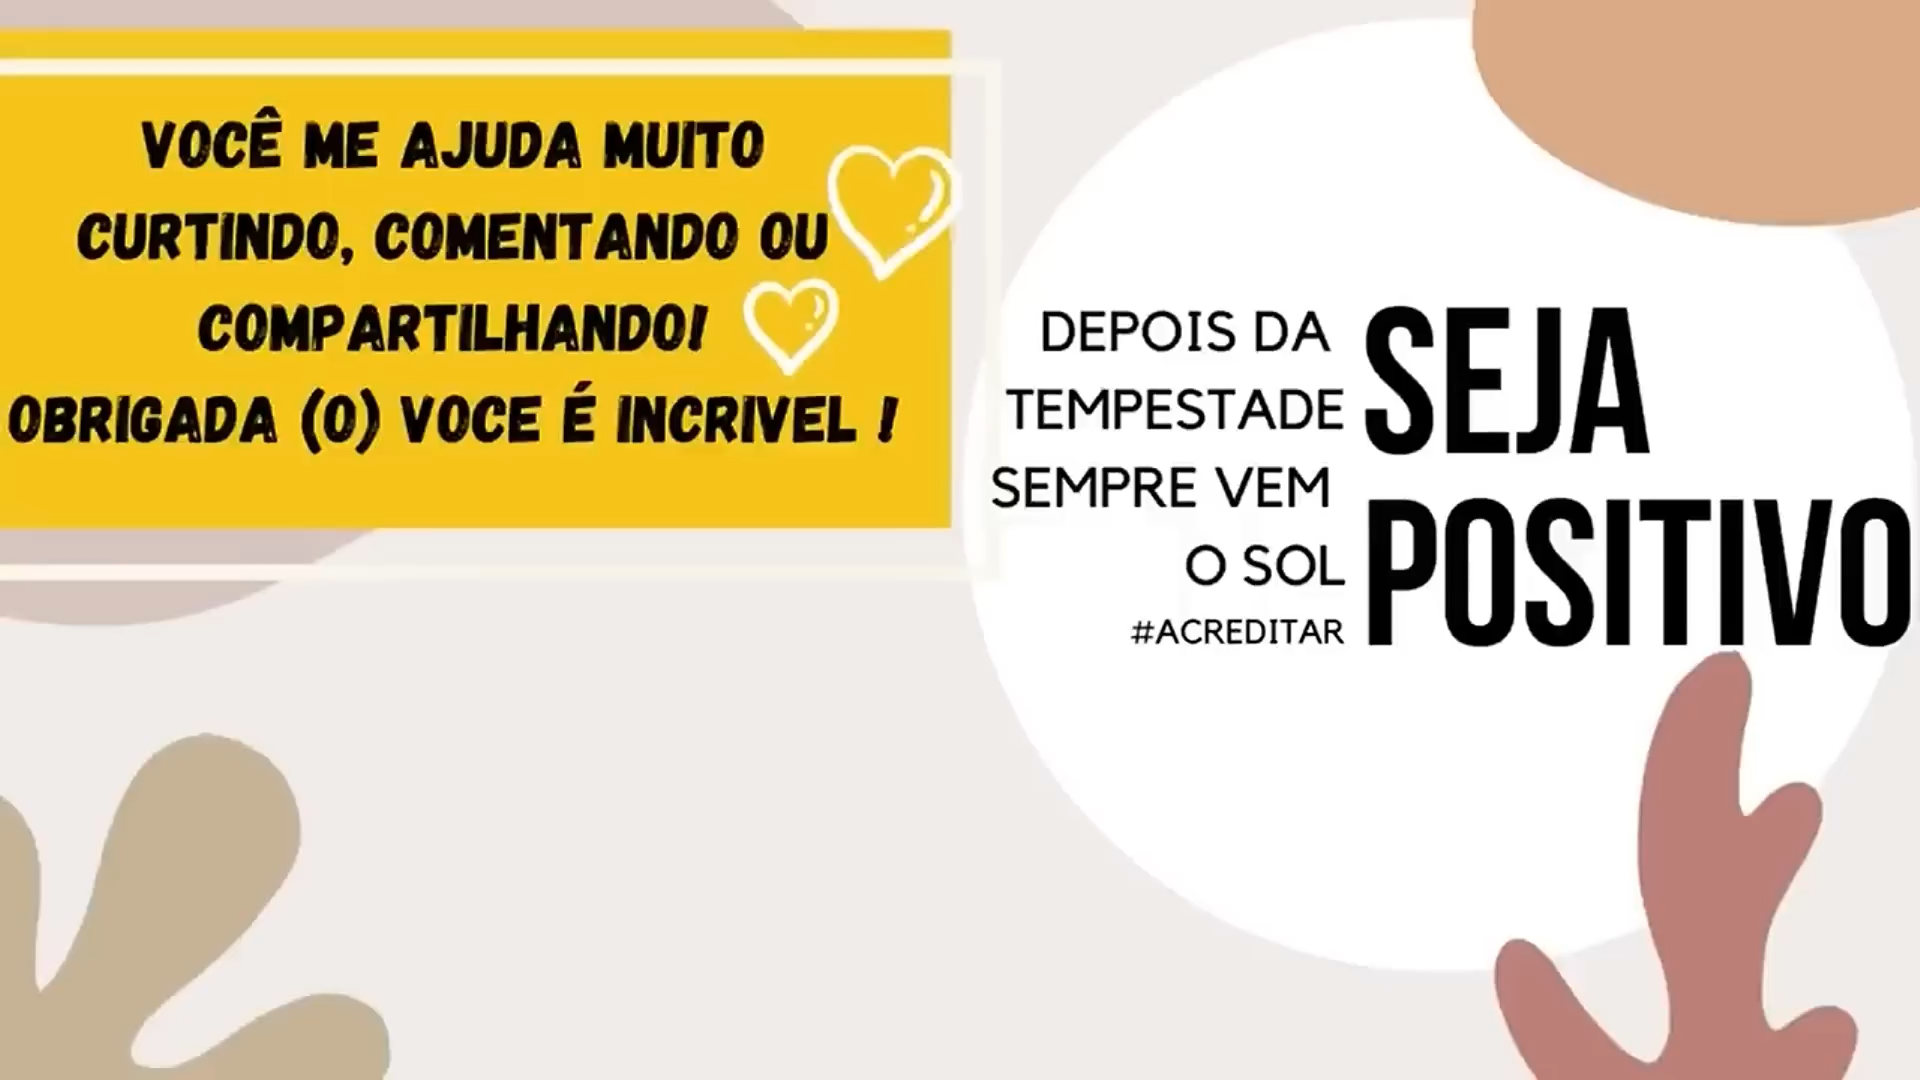 VOCÊ ME AJUDA MUITO
CURTINDO, COMENTANDO OU
COMPARTILHANDO!
OBRIGADA (O) VOCE É INCRIVEL !
DEPOIS DA
TEMPESTADE
SEMPRE VEM
O SOL
#ACREDITAR
SEJA
POSITIVO